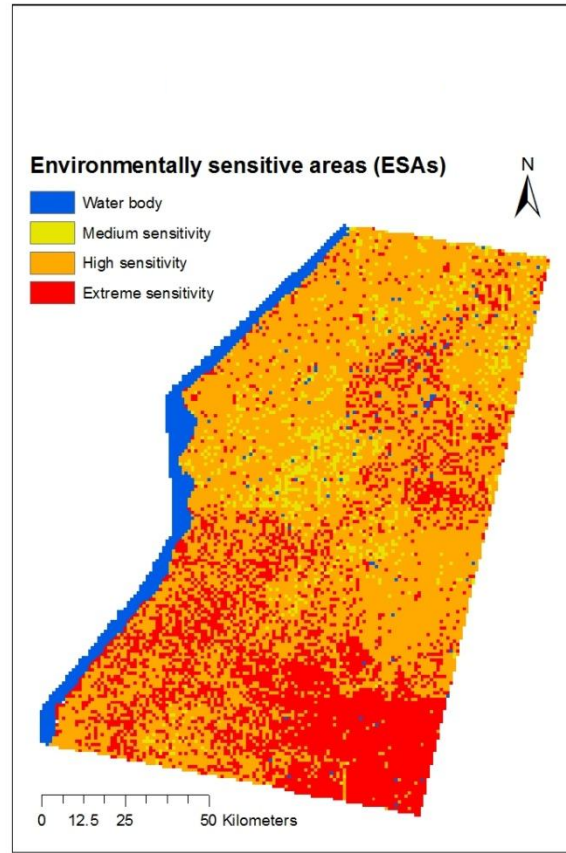 Environmentally sensitive areas (ESAs)
N
Water body
Medium sensitivity
High sensitivity
Extreme sensitivity
0 12.5 25 50 Kilometers